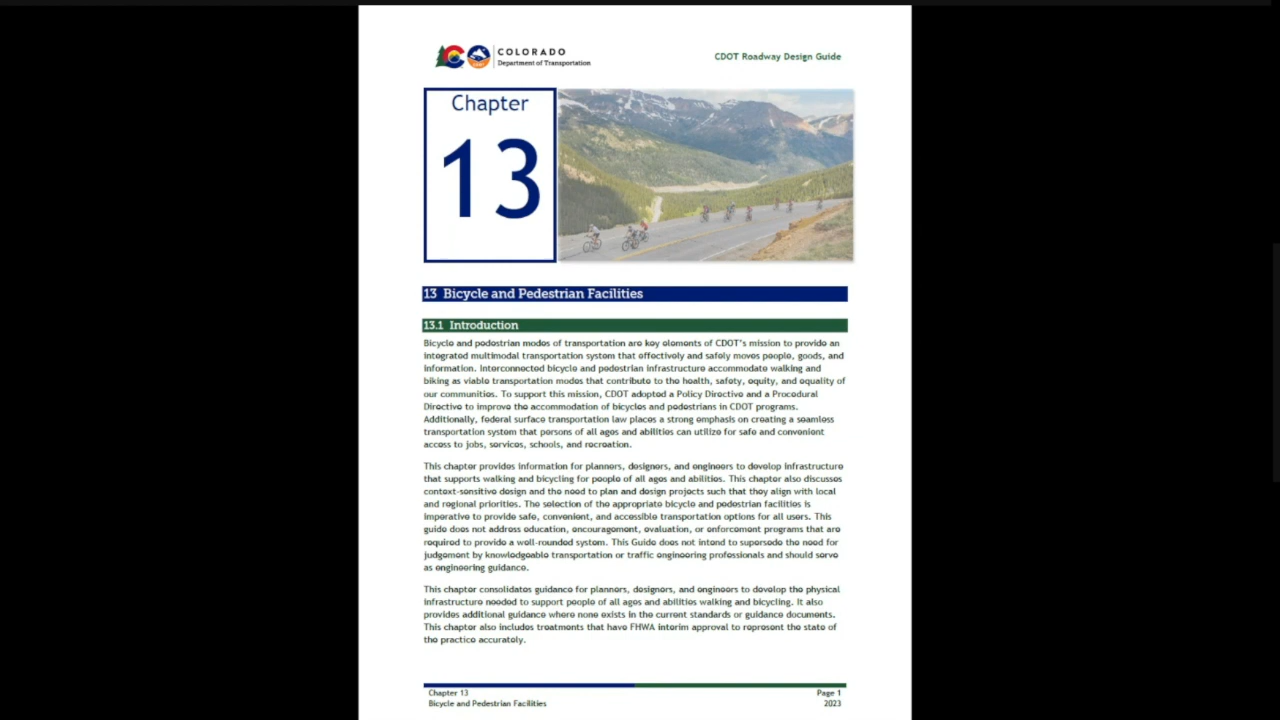 COLORADO
Department of Transportation
CDOT Roadway Design Guide
Chapter
13
13 Bicycle and Pedestrian Facilities
13.1 Introduction
Bicycle and pedestrian modes of transportation are key elements of CDOT's mission to provide an
integrated multimodal transportation system that effectively and safely moves people, goods, and
information. Interconnected bicycle and pedestrian infrastructure accommodate walking and
biking as viable transportation modes that contribute to the health, safety, equity, and equality of
our communities. To support this mission, CDOT adopted a Policy Directive and a Procedural
Directive to improve the accommodation of bicycles and pedestrians in CDOT programs.
Additionally, federal surface transportation law places a strong emphasis on creating a seamless
transportation system that persons of all ages and abilities can utilize for safe and convenient
access to jobs, services, schools, and recreation.
This chapter provides information for planners, designers, and engineers to develop infrastructure
that supports walking and bicycling for people of all ages and abilities. This chapter also discusses
context-sensitive design and the need to plan and design projects such that they align with local
and regional priorities. The selection of the appropriate bicycle and pedestrian facilities is
imperative to provide safe, convenient, and accessible transportation options for all users. This
guide does not address education, encouragement, evaluation, or enforcement programs that are
required to provide a well-rounded system. This Guide does not intend to supersede the need for
judgement by knowledgeable transportation or traffic engineering professionals and should serve
as engineering guidance.
This chapter consolidates guidance for planners, designers, and engineers to develop the physical
infrastructure needed to support people of all ages and abilities walking and bicycling. It also
provides additional guidance where none exists in the current standards or guidance documents.
This chapter also includes treatments that have FHWA interim approval to represent the state of
the practice accurately.
Chapter 13
Page 1
Bicycle and Pedestrian Facilities
2023